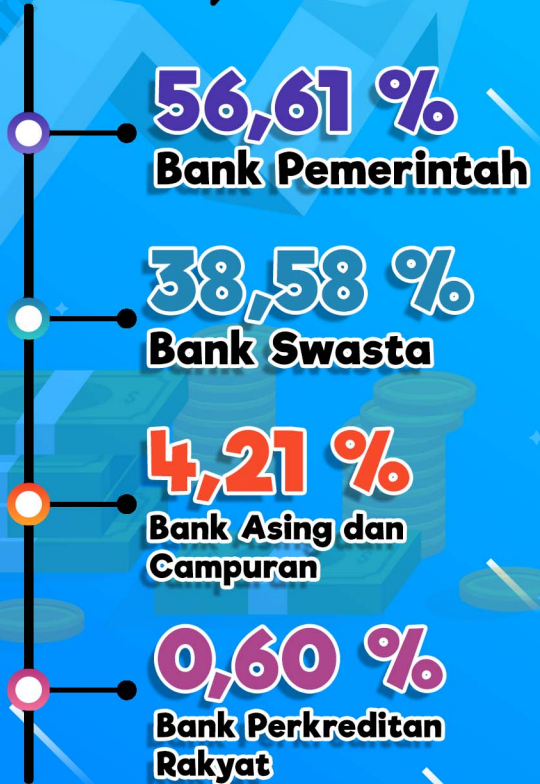 56,61 %
Bank Pemerintah
38,58 %
Bank Swasta
4,21 %
Bank Asing dan
Campuran
0,60 %
Bank Perkreditan
Rakyat